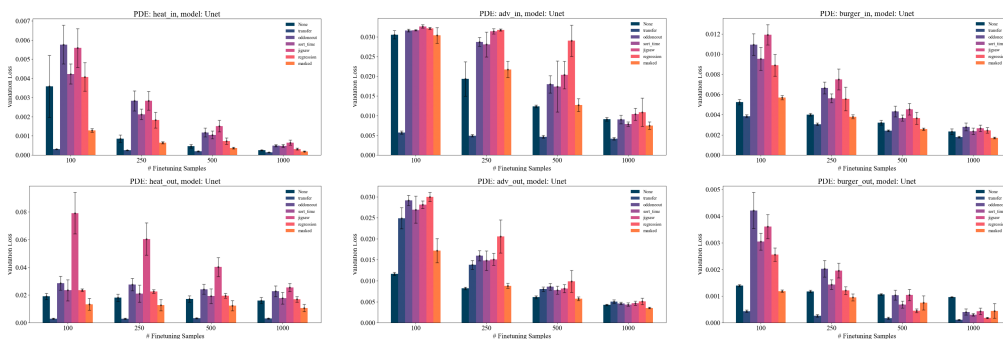 PDE: heat_in, model: Unet
0.007
0.006
0.005
0.004
0.003
0.002
0.001
0.000
Validation Loss
None
transfer
oddoneout
sort_time
jigsaw
regression
masked
100 250 500 1000
# Finetuning Samples
PDE: adv_in, model: Unet
0.035
0.030
0.025
0.020
0.015
0.010
0.005
0.000
Validation Loss
None
transfer
oddoneout
sort_time
jigsaw
regression
masked
100 250 500 1000
# Finetuning Samples
PDE: burger_in, model: Unet
0.012
0.010
0.008
0.006
0.004
0.002
0.000
Validation Loss
None
transfer
oddoneout
sort_time
jigsaw
regression
masked
100 250 500 1000
# Finetuning Samples
PDE: heat_out, model: Unet
0.08
0.06
0.04
0.02
0.00
Validation Loss
None
transfer
oddoneout
sort_time
jigsaw
regression
masked
100 250 500 1000
# Finetuning Samples
PDE: adv_out, model: Unet
0.030
0.025
0.020
0.015
0.010
0.005
0.000
Validation Loss
None
transfer
oddoneout
sort_time
jigsaw
regression
masked
100 250 500 1000
# Finetuning Samples
PDE: burger_out, model: Unet
0.005
0.004
0.003
0.002
0.001
0.000
Validation Loss
None
transfer
oddoneout
sort_time
jigsaw
regression
masked
100 250 500 1000
# Finetuning Samples